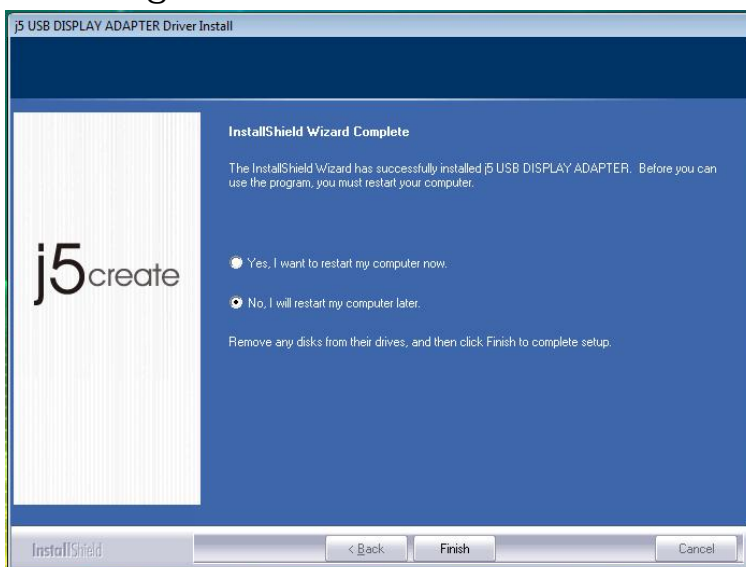 j5 USB DISPLAY ADAPTER Driver Install
InstallShield Wizard Complete
The InstallShield Wizard has successfully installed j5 USB DISPLAY ADAPTER. Before you can
use the program, you must restart your computer.
j5create
Yes, I want to restart my computer now.
No, I will restart my computer later.
Remove any disks from their drives, and then click Finish to complete setup.
InstallShield
< Back
Finish
Cancel